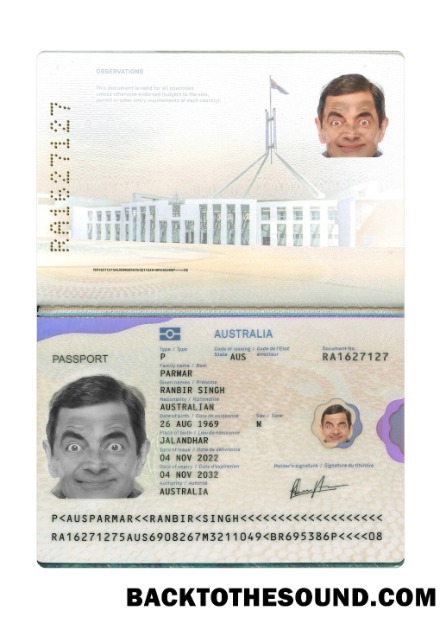 OBSERVATIONS
This document is valid for all countries
unless otherwise endorsed (subject to the visa,
permit or other entry requirements of each country)
RA1627127
AUSTRALIA
PASSPORT
Type / Type
Code of issuing State
Code de l'Etat émetteur
Document No.
P
AUS
RA1627127
Family name / Nom
PARMAR
Given names / Prénoms
RANBIR SINGH
Nationality / Nationalité
AUSTRALIAN
Date of birth / Date de naissance
Sex / Sexe
26 AUG 1969
M
Place of birth / Lieu de naissance
JALANDHAR
Date of issue / Date de délivrance
04 NOV 2022
Date of expiry / Date d'expiration
Holder's signature / Signature du titulaire
04 NOV 2032
Authority / Autorité
AUSTRALIA
P<AUSPARMAR<<RANBIR<SINGH<<<<<<<<<<<<<<<<<<<
RA16271275AUS6908267M3211049<BR695386P<<<<08
BACKTOTHESOUND.COM